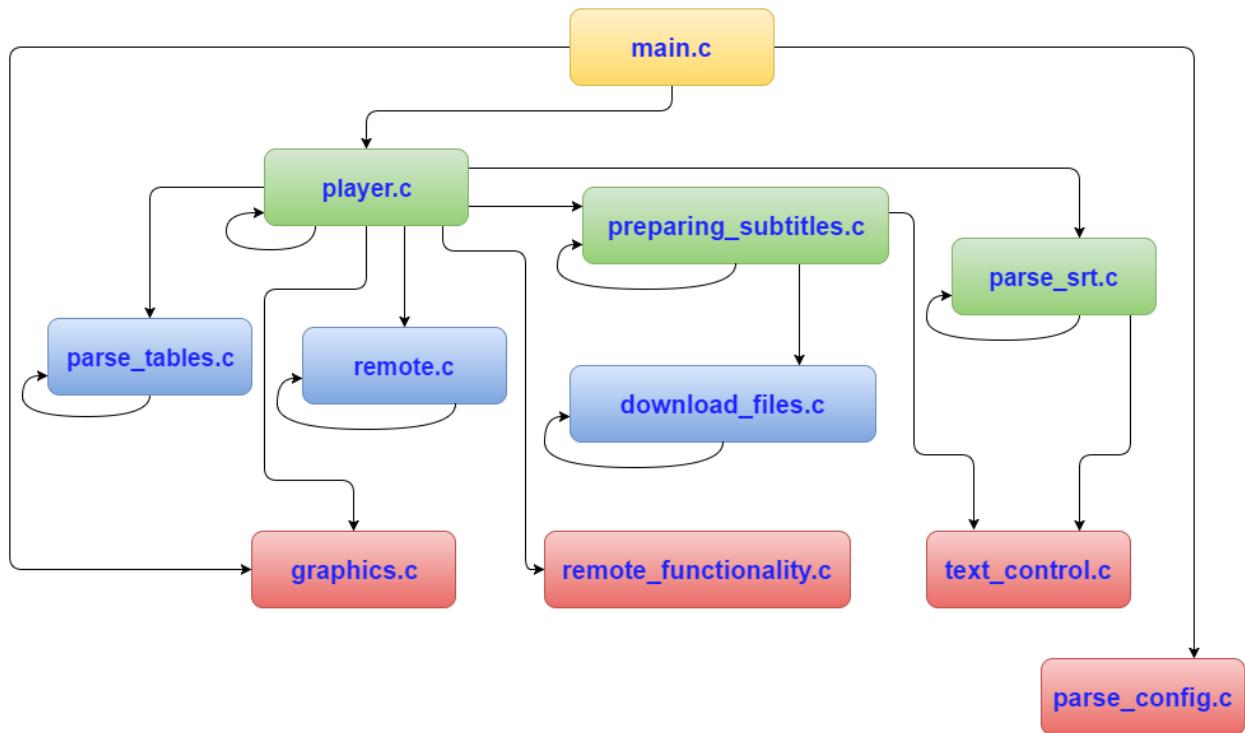 main.c
player.c
preparing_subtitles.c
parse_srt.c
parse_tables.c
remote.c
download_files.c
graphics.c
remote_functionality.c
text_control.c
parse_config.c